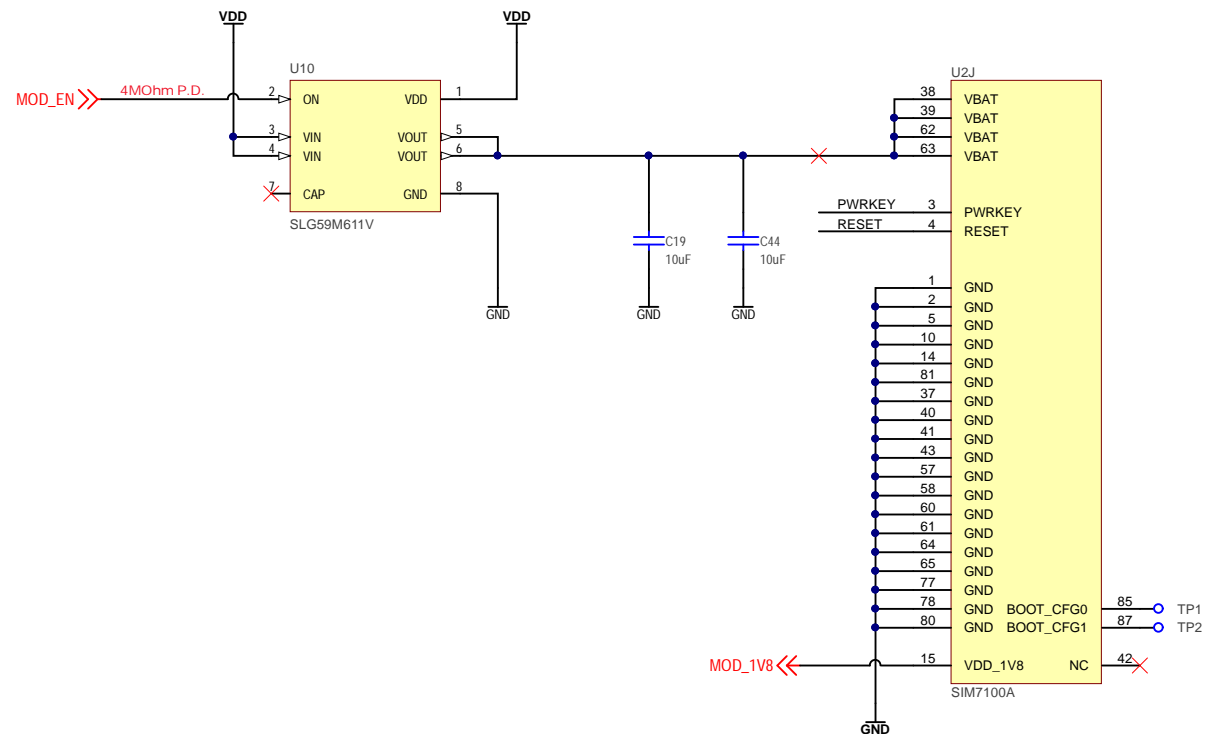 VDD
VDD
U10
MOD_EN
4MOhm P.D.
2
ON
VDD
1
3
VIN
VOUT
5
4
VIN
VOUT
6
7
CAP
GND
8
SLG59M611V
GND
C19
10uF
GND
C44
10uF
GND
U2J
38
VBAT
39
VBAT
62
VBAT
63
VBAT
PWRKEY
3
PWRKEY
RESET
4
RESET
1
GND
2
GND
5
GND
10
GND
14
GND
81
GND
37
GND
40
GND
41
GND
43
GND
57
GND
58
GND
60
GND
61
GND
64
GND
65
GND
77
GND
78
GND
BOOT_CFG0
85
TP1
80
GND
BOOT_CFG1
87
TP2
MOD_1V8
15
VDD_1V8
NC
42
SIM7100A
GND